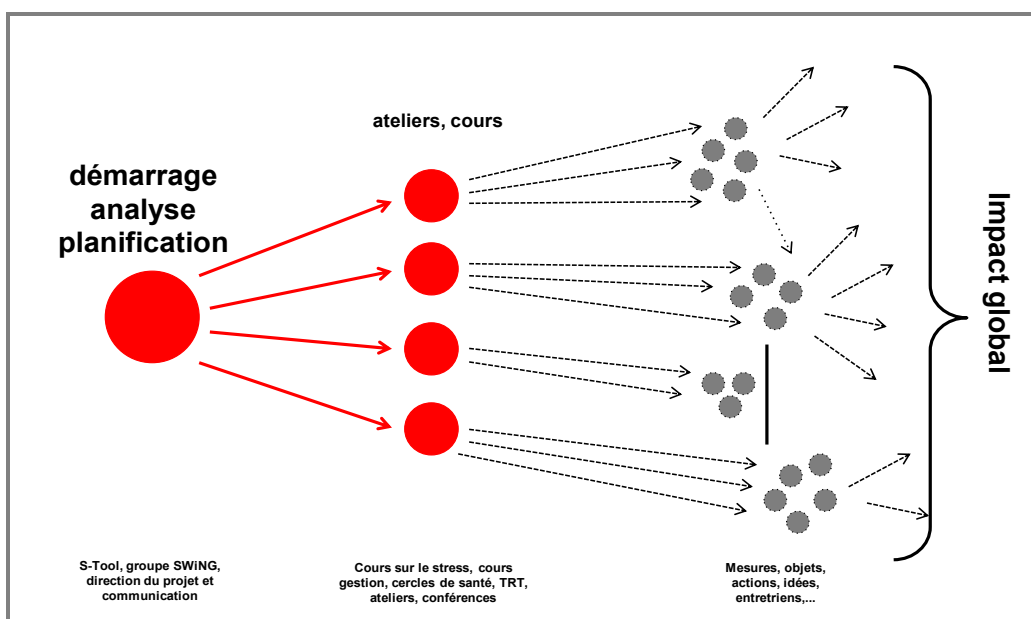 ateliers, cours
démarrage
analyse
planification
Impact global
S-Tool, groupe SWiNG,
direction du projet et
communication
Cours sur le stress, cours
gestion, cercles de santé, TRT,
ateliers, conférences
Mesures, objets,
actions, idées,
entretriens,...